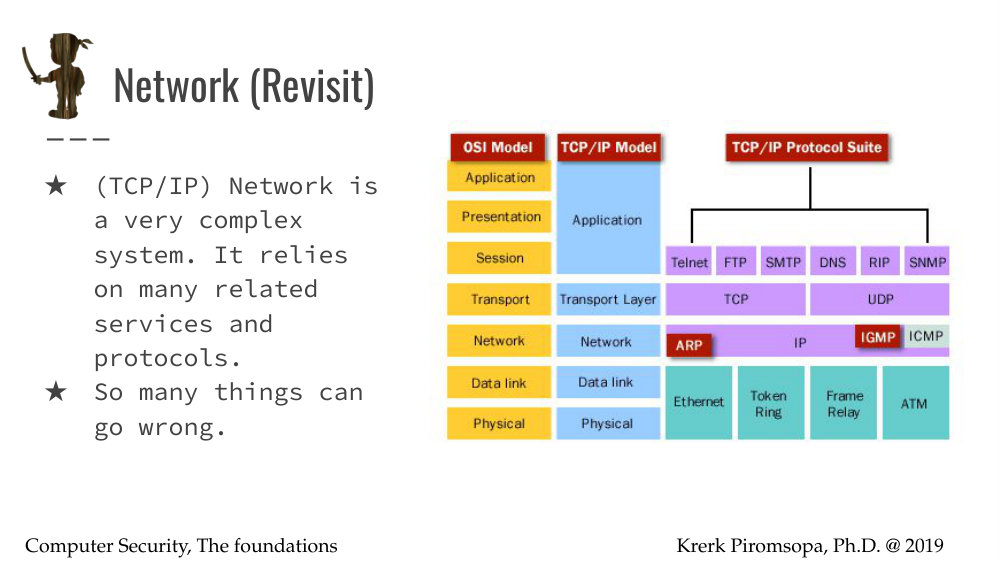 Network (Revisit)
★ (TCP/IP) Network is
a very complex
system. It relies
on many related
services and
protocols.
★ So many things can
go wrong.
OSI Model TCP/IP Model TCP/IP Protocol Suite
Application
Presentation
Application
Session
Telnet FTP SMTP DNS RIP SNMP
Transport Transport Layer TCP UDP
Network Network ARP IP IGMP ICMP
Data link Data link
Physical Physical
Ethernet
Token
Ring
Frame
Relay
ATM
Computer Security, The foundations
Krerk Piromsopa, Ph.D. @ 2019